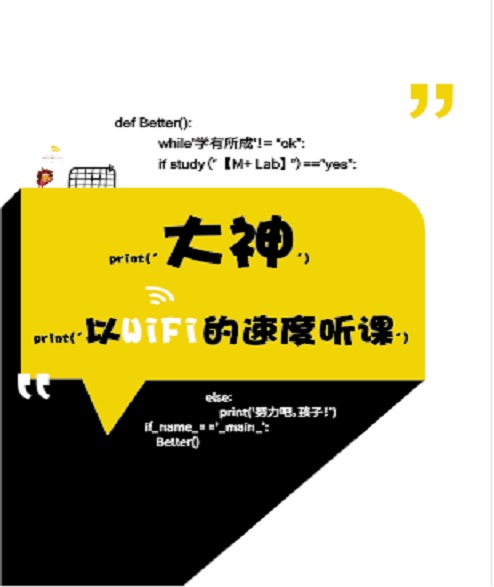 def Better():
while'学有所成'!= "ok":
if study("【M+ Lab】")=="yes":
print('大神')
print('以WiFi的速度听课')
else:
print('努力吧,孩子!')
if_name_=='_main_':
Better()